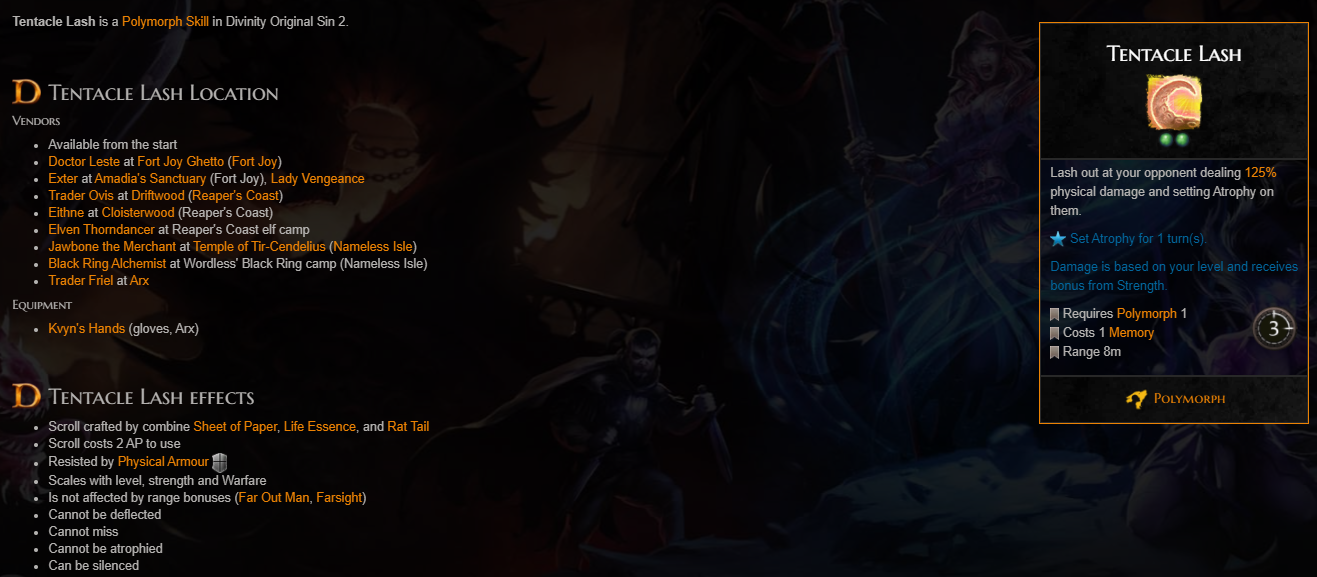 Tentacle Lash is a Polymorph Skill in Divinity Original Sin 2.
Tentacle Lash Location
Vendors
Available from the start
Doctor Leste at Fort Joy Ghetto (Fort Joy)
Exter at Amadia's Sanctuary (Fort Joy), Lady Vengeance
Trader Ovis at Driftwood (Reaper's Coast)
Eithne at Cloisterwood (Reaper's Coast)
Elven Thorndancer at Reaper's Coast elf camp
Jawbone the Merchant at Temple of Tir-Cendelius (Nameless Isle)
Black Ring Alchemist at Wordless' Black Ring camp (Nameless Isle)
Trader Friel at Arx
Equipment
Kvyn's Hands (gloves, Arx)
Tentacle Lash effects
Scroll crafted by combine Sheet of Paper, Life Essence, and Rat Tail
Scroll costs 2 AP to use
Resisted by Physical Armour
Scales with level, strength and Warfare
Is not affected by range bonuses (Far Out Man, Farsight)
Cannot be deflected
Cannot miss
Cannot be atrophied
Can be silenced
Tentacle Lash
Lash out at your opponent dealing 125%
physical damage and setting Atrophy on
them.
Set Atrophy for 1 turn(s).
Damage is based on your level and receives
bonus from Strength.
Requires Polymorph 1
Costs 1 Memory
Range 8m
3
Polymorph